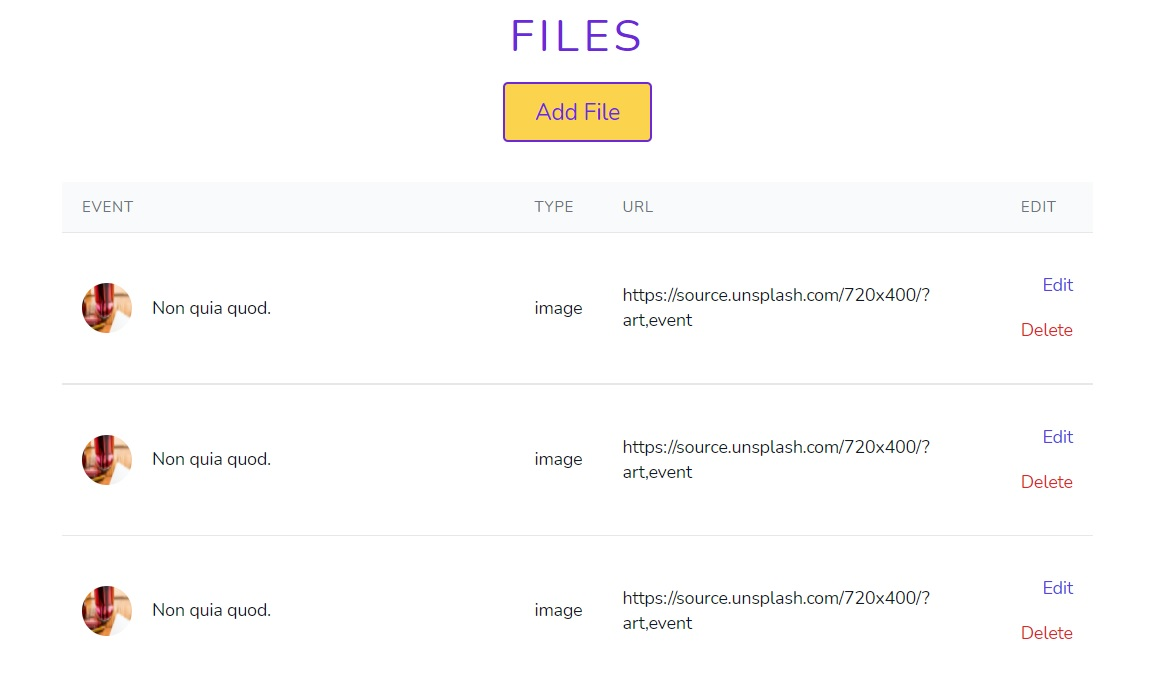 FILES
Add File
EVENT TYPE URL EDIT
Non quia quod. image https://source.unsplash.com/720x400/? Edit
art,event Delete
Non quia quod. image https://source.unsplash.com/720x400/? Edit
art,event Delete
Non quia quod. image https://source.unsplash.com/720x400/? Edit
art,event Delete